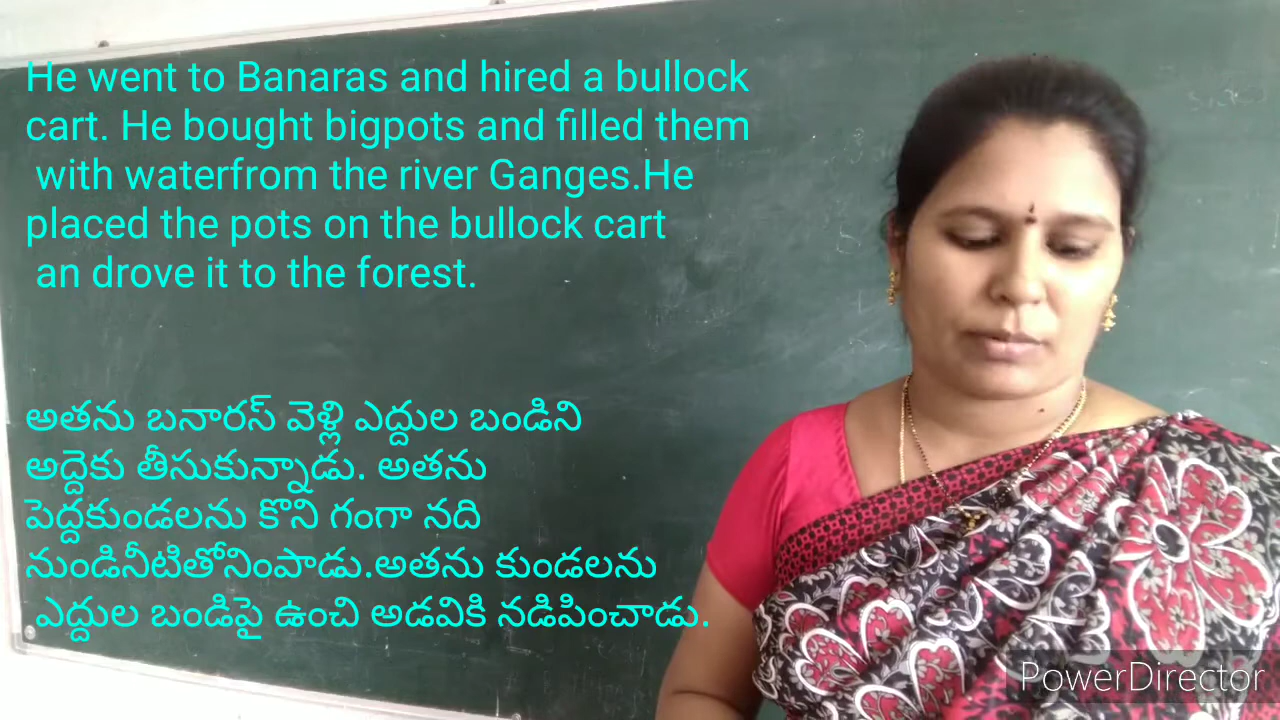 He went to Banaras and hired a bullock
cart. He bought bigpots and filled them
with waterfrom the river Ganges.He
placed the pots on the bullock cart
an drove it to the forest.
అతను బనారస్ వెళ్లి ఎద్దుల బండిని
అద్దెకు తీసుకున్నాడు. అతను
పెద్దకుండలను కొని గంగా నది
నుండినీటితోనింపాడు.అతను కుండలను
ఎద్దుల బండిపై ఉంచి అడవికి నడిపించాడు.
PowerDirector